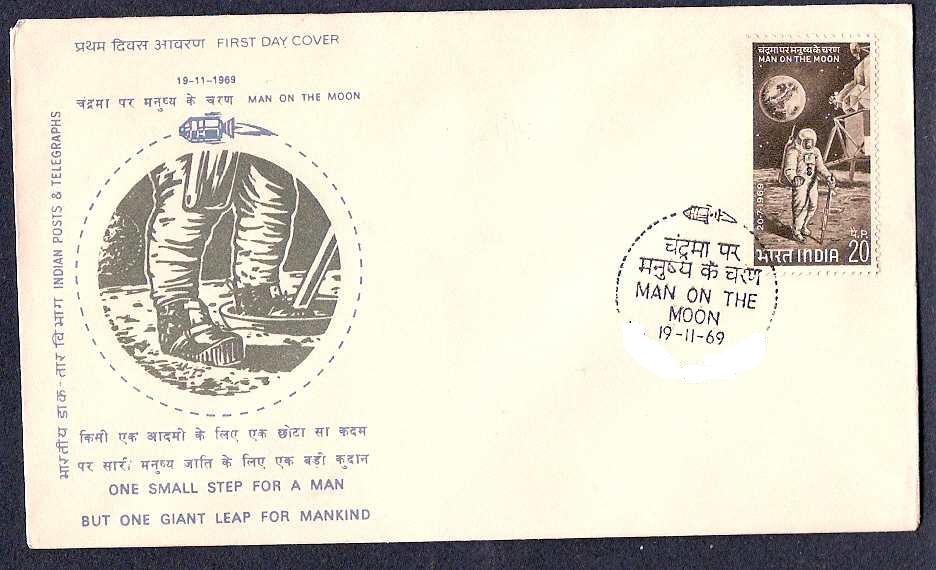 प्रथम दिवस आवरण FIRST DAY COVER
19-11-1969
चंद्रमा पर मनुष्य के चरण MAN ON THE MOON
भारतीय डाक-तार विभाग INDIAN POSTS & TELEGRAPHS
किसी एक आदमी के लिए एक छोटा सा कदम
पर सारी मनुष्य जाति के लिए एक बड़ी कुदान
ONE SMALL STEP FOR A MAN
BUT ONE GIANT LEAP FOR MANKIND
चंद्रमा पर मनुष्य के चरण
MAN ON THE MOON
20-7-1969
पै. P.
भारत INDIA 20
चंद्रमा पर
मनुष्य के चरण
MAN ON THE
MOON
19-11-69